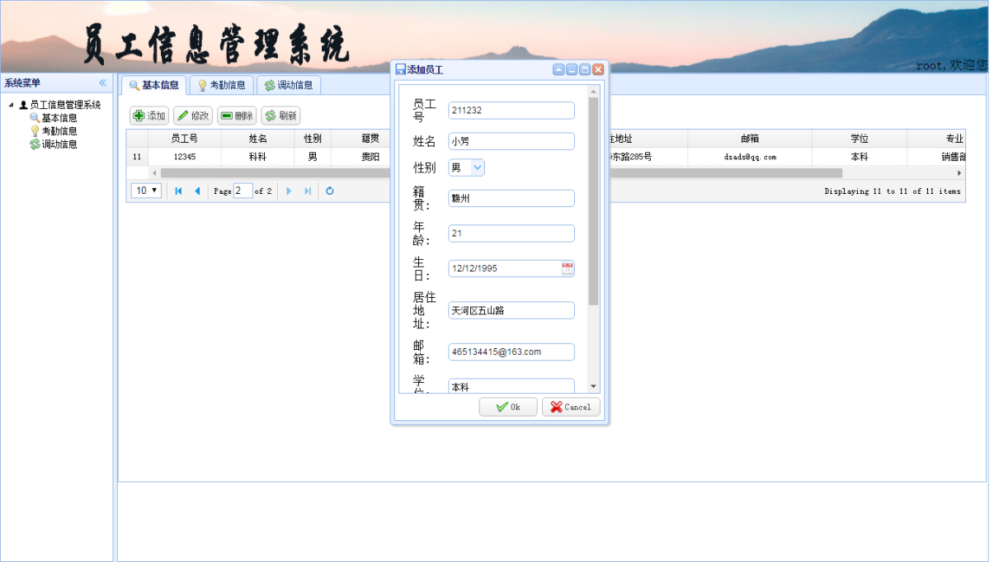 员工信息管理系统
root,欢迎您
系统菜单
员工信息管理系统
基本信息
考勤信息
调动信息
基本信息 考勤信息 调动信息
添加 修改 删除 刷新
员工号 姓名 性别 籍贯 主地址 邮箱 学位 专业
11 12345 科科 男 贵阳 东路285号 dsads@qq.com 本科 销售部
10 Page 2 of 2 Displaying 11 to 11 of 11 items
添加员工
员工号 211232
姓名 小芳
性别 男
籍贯: 赣州
年龄: 21
生日: 12/12/1995
居住地址: 天河区五山路
邮箱: 465134415@163.com
学位: 本科
Ok Cancel